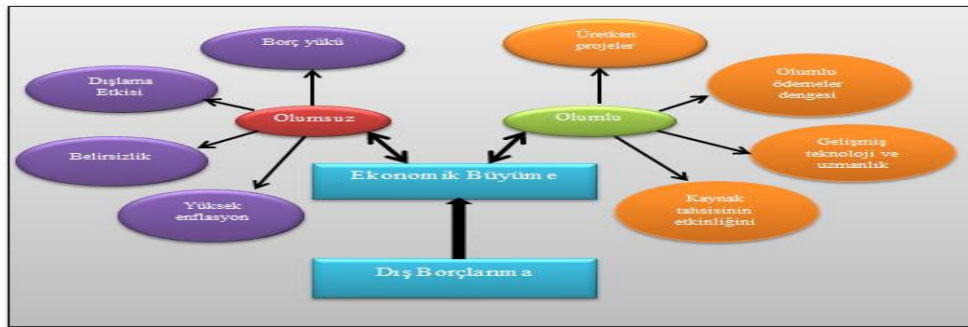 Borç yükü
Üretken
projeler
Dışlama
Etkisi
Olumlu
ödemeler
dengesi
Olumsuz
Olumlu
Belirsizlik
Gelişmiş
teknoloji ve
uzmanlık
Ekonomik Büyüme
Yüksek
enflasyon
Kaynak
tahsisinin
etkinliğini
Dış Borçlanma